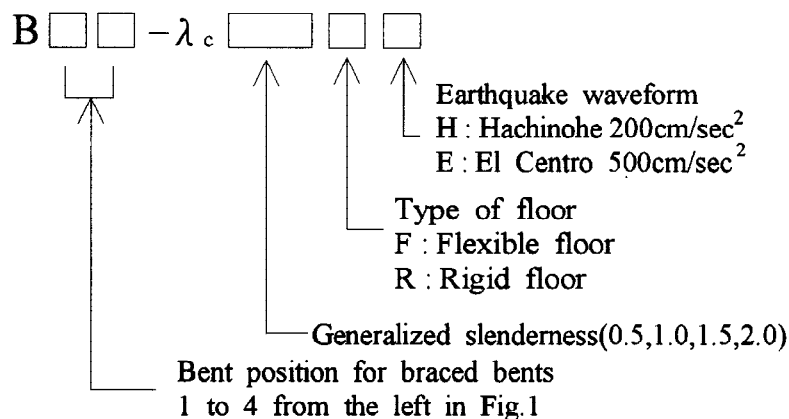 B□□-λc□□□
Earthquake waveform
H : Hachinohe 200cm/sec²
E : El Centro 500cm/sec²
Type of floor
F : Flexible floor
R : Rigid floor
Generalized slenderness(0.5,1.0,1.5,2.0)
Bent position for braced bents
1 to 4 from the left in Fig.1